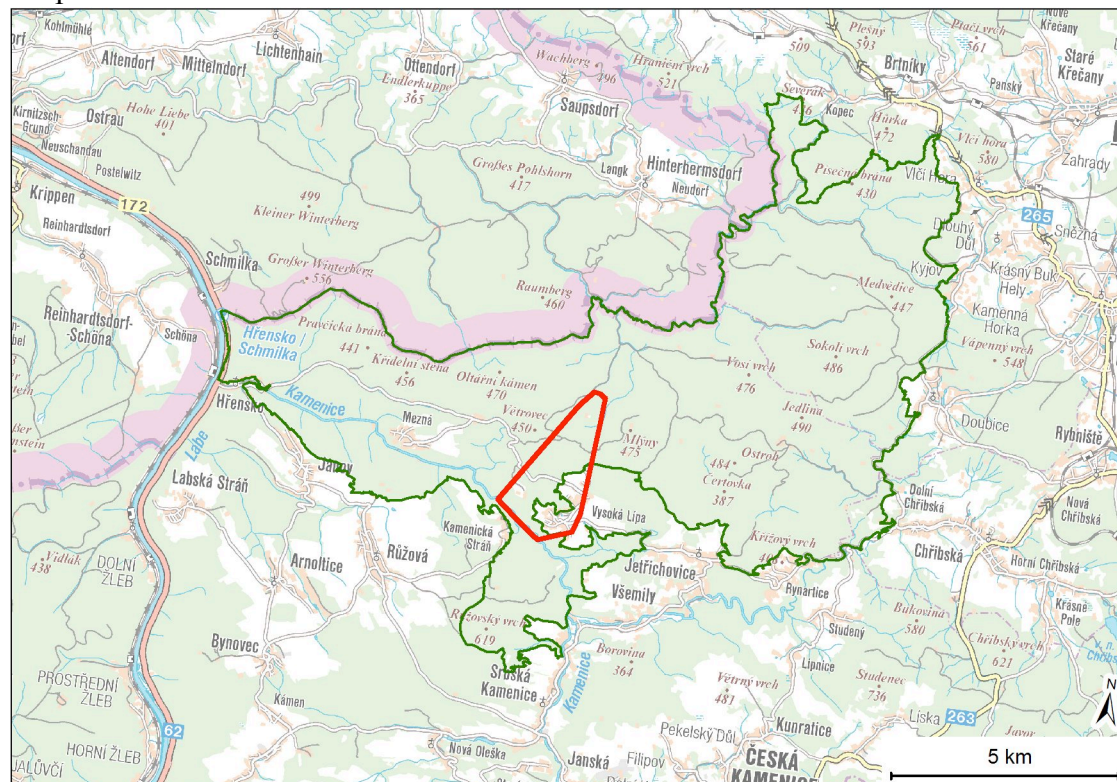 Kohlmühle
Altendorf
Mittelndorf
Lichtenhain
Ottendorf
Endlerkuppe
365
Wachberg
496
Hraniční vrch
521
509
Plešný
593
Ptačí vrch
561
Nové
Křečany
Brtníky
Panský
Staré
Křečany
Kirnitzsch-
Grund
Ostrau
Hohe Liebe
401
Neuschandau
Postelwitz
Saupsdorf
Severák
Kopec
Hůrka
472
Vlčí hora
580
Zahrady
Krippen
172
Großes Pohlshorn
417
Langk
Hinterhermsdorf
Neudorf
Písečná brána
430
Vlčí Hora
265
499
Kleiner Winterberg
Reinhardtsdorf
Schmilka
Großer Winterberg
556
Raumberg
460
Dlouhý
Důl
Sněžná
Kyjov
Krásný Buk
Hely
Medvědice
447
Kamenná
Horka
Reinhardtsdorf-
Schöna
Schöna
Hřensko /
Schmilka
Pravčická brána
441
Křídelní stěna
456
Oltářní kámen
470
Vosí vrch
476
Sokolí vrch
486
Vápenný vrch
548
Hřensko
Kamenice
Mezná
Větrovec
450
Mlýny
475
Jedlina
490
Doubice
Rybniště
Labe
Janov
Ostroh
484
Čertovka
387
Labská Stráň
Kamenická
Stráň
Vysoká Lípa
Dolní
Chřibská
Nová
Chřibská
Vidlák
438
DOLNÍ
ŽLEB
Arnoltice
Růžová
Křížový vrch
Jetřichovice
Chřibská
Horní Chřibská
Všemily
Rynartice
Krásné
Pole
Růžovský vrch
619
Bynovec
Borovina
364
Studený
Bukovina
580
Chřibský vrch
621
PROSTŘEDNÍ
ŽLEB
Srbská
Kamenice
Kamenice
Lipnice
Větrný vrch
481
Studenec
736
N
Kámen
62
Kunratice
Líska
263
HORNÍ ŽLEB
Nová Oleška
Janská
Filipov
Pekelský Důl
ČESKÁ
KAMENICE
Javor
5 km